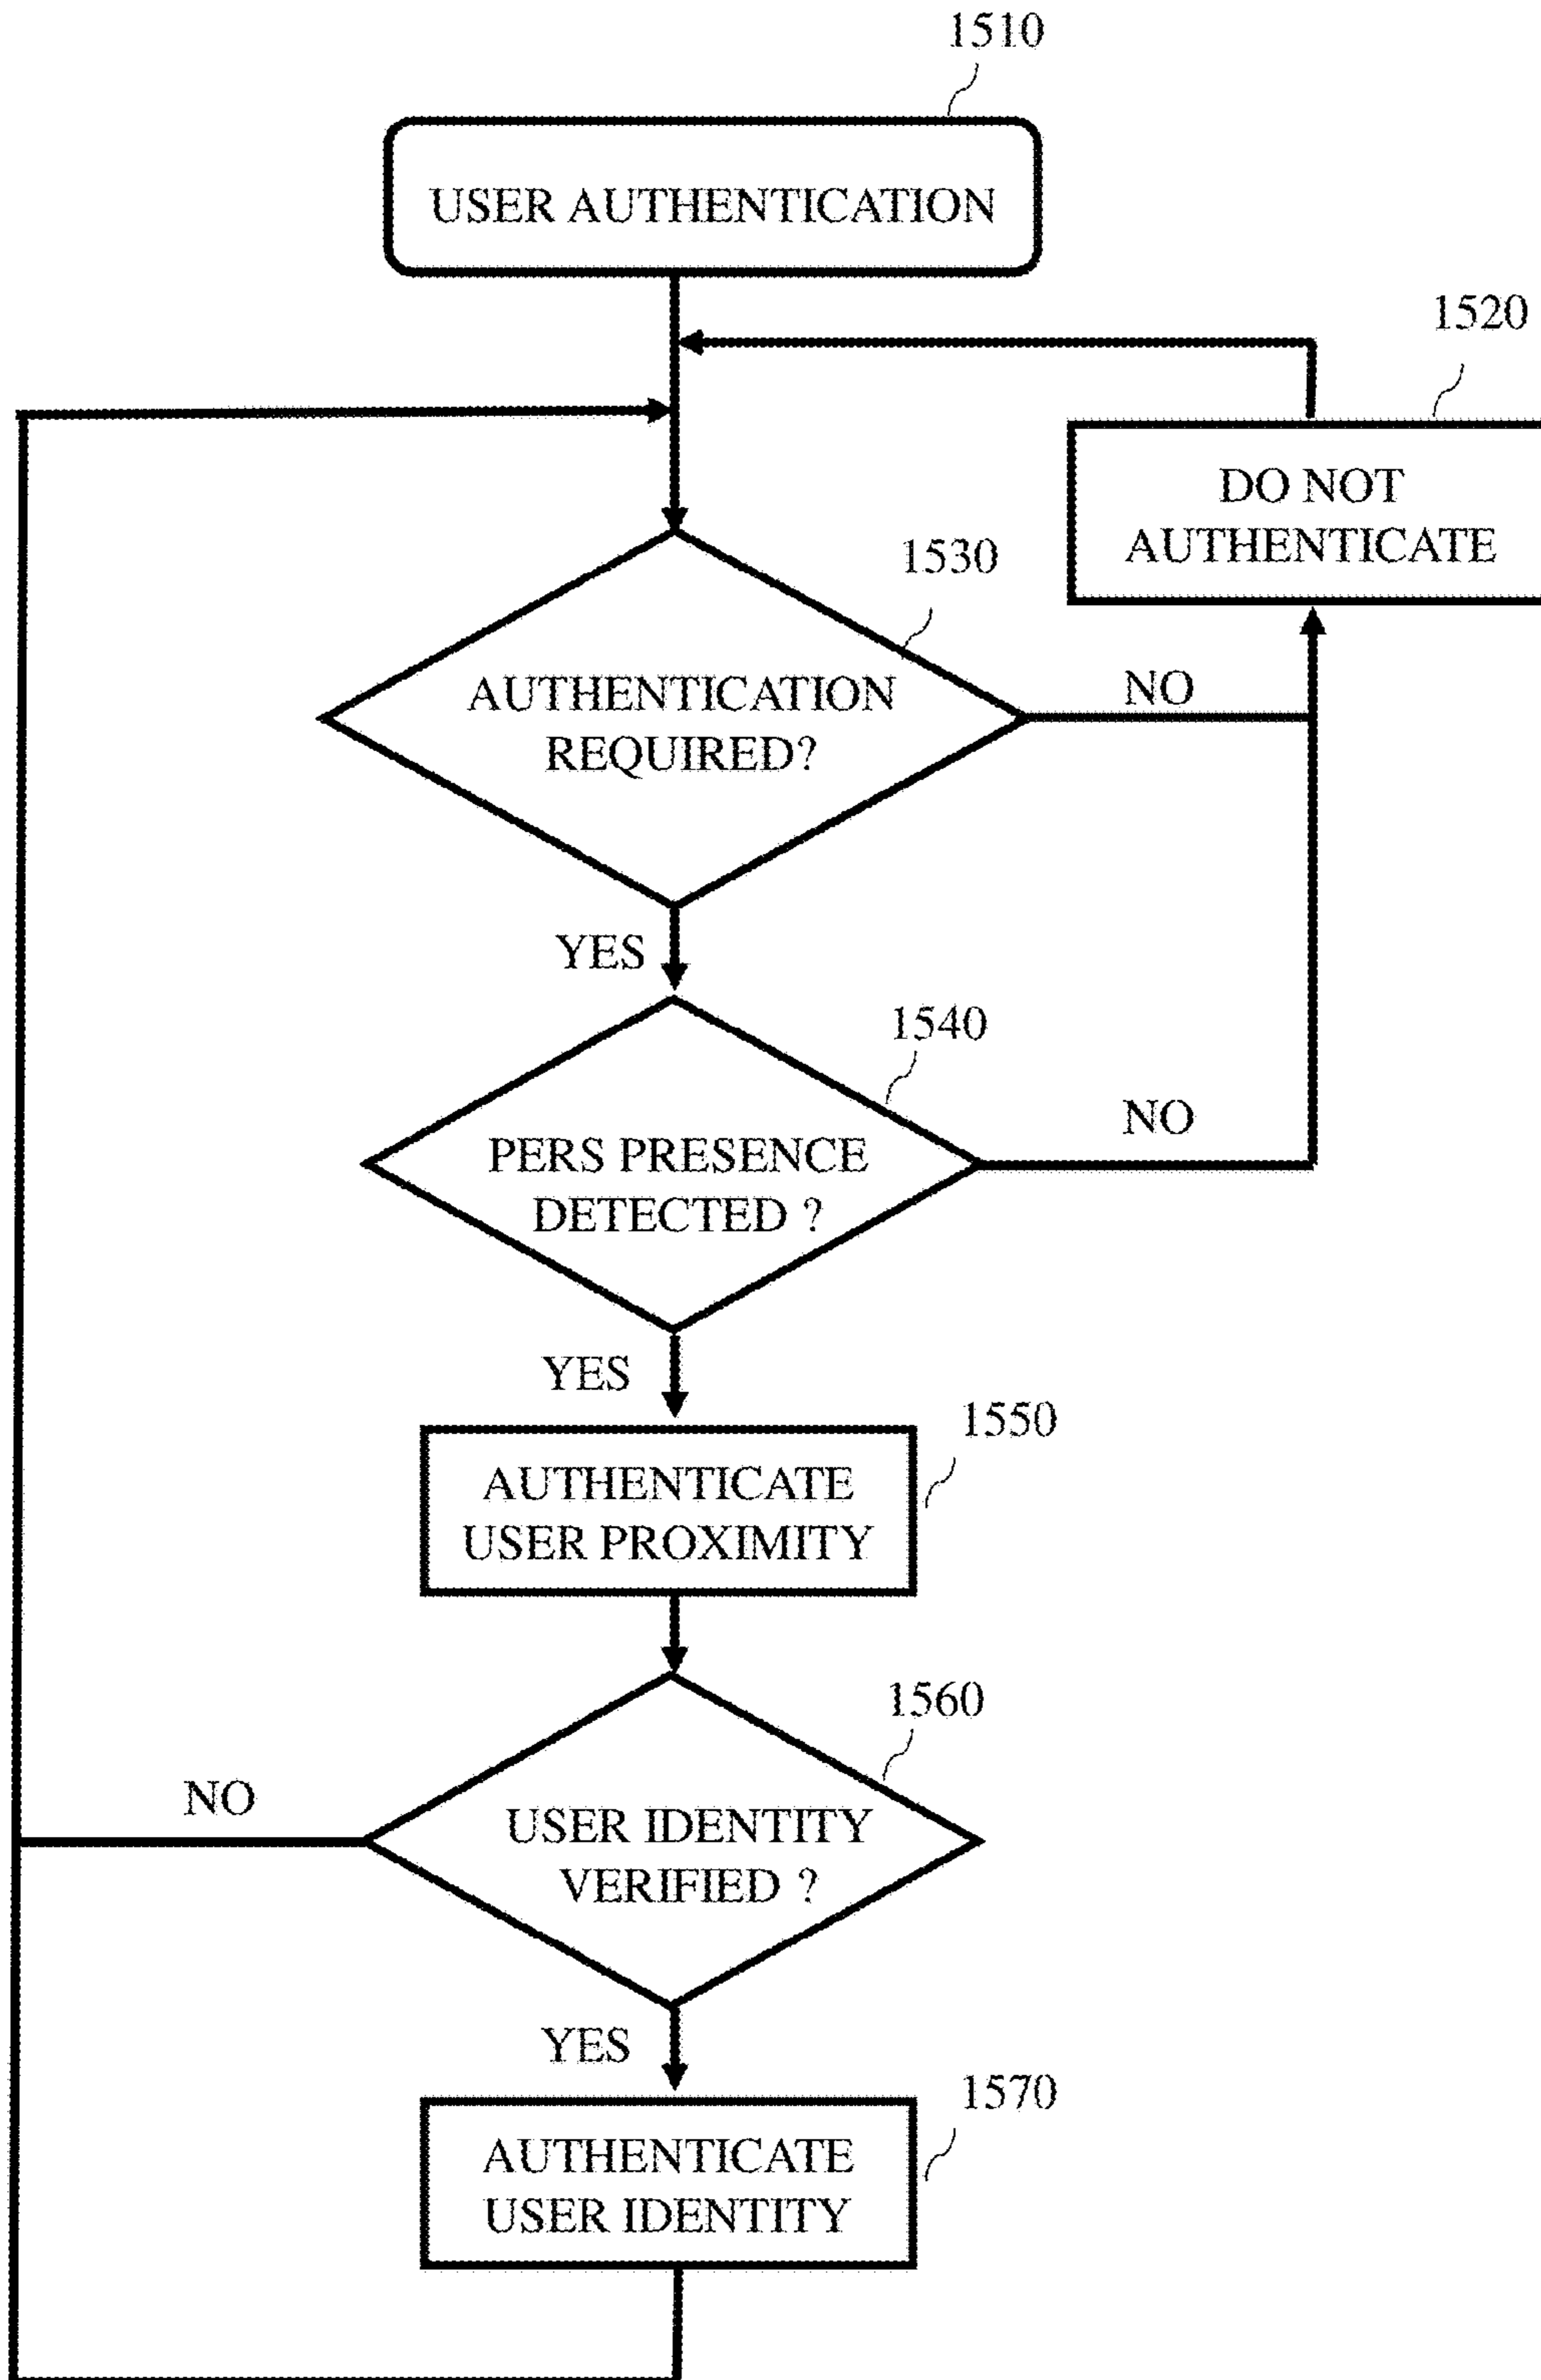 1510
USER AUTHENTICATION
1520
DO NOT
AUTHENTICATE
1530
AUTHENTICATION
REQUIRED?
NO
YES
1540
PERS PRESENCE
DETECTED ?
NO
YES
1550
AUTHENTICATE
USER PROXIMITY
1560
USER IDENTITY
VERIFIED ?
NO
YES
1570
AUTHENTICATE
USER IDENTITY